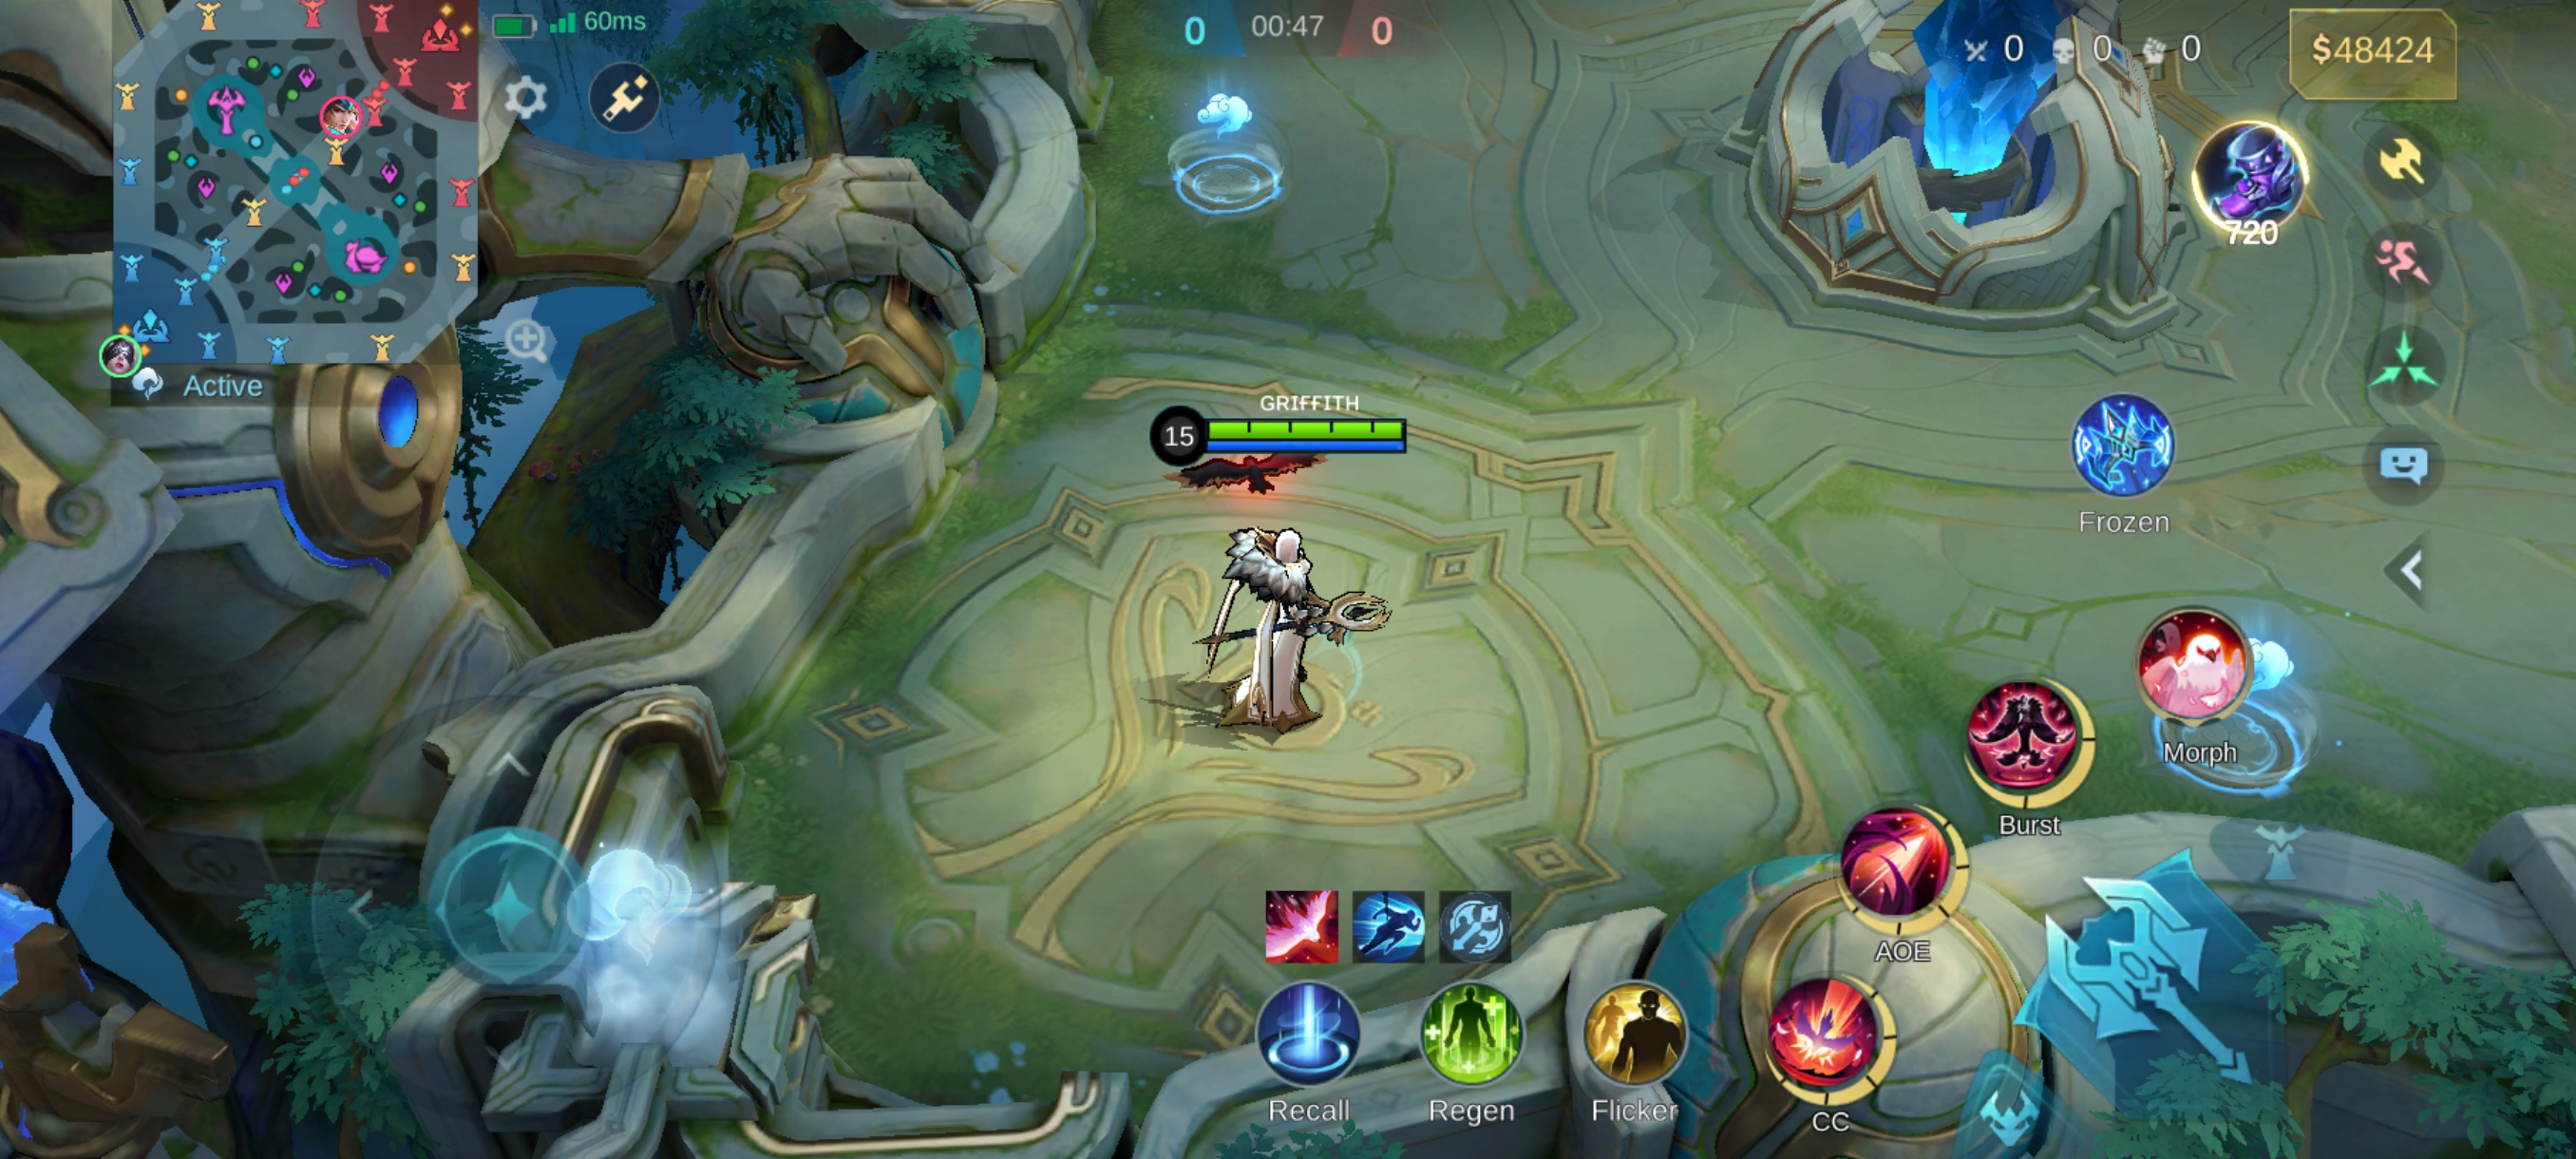 60ms
0 00:47 0
0 0 0
$48424
720
Active
GRIFFITH
15
Frozen
Morph
Burst
AOE
Recall Regen Flicker CC